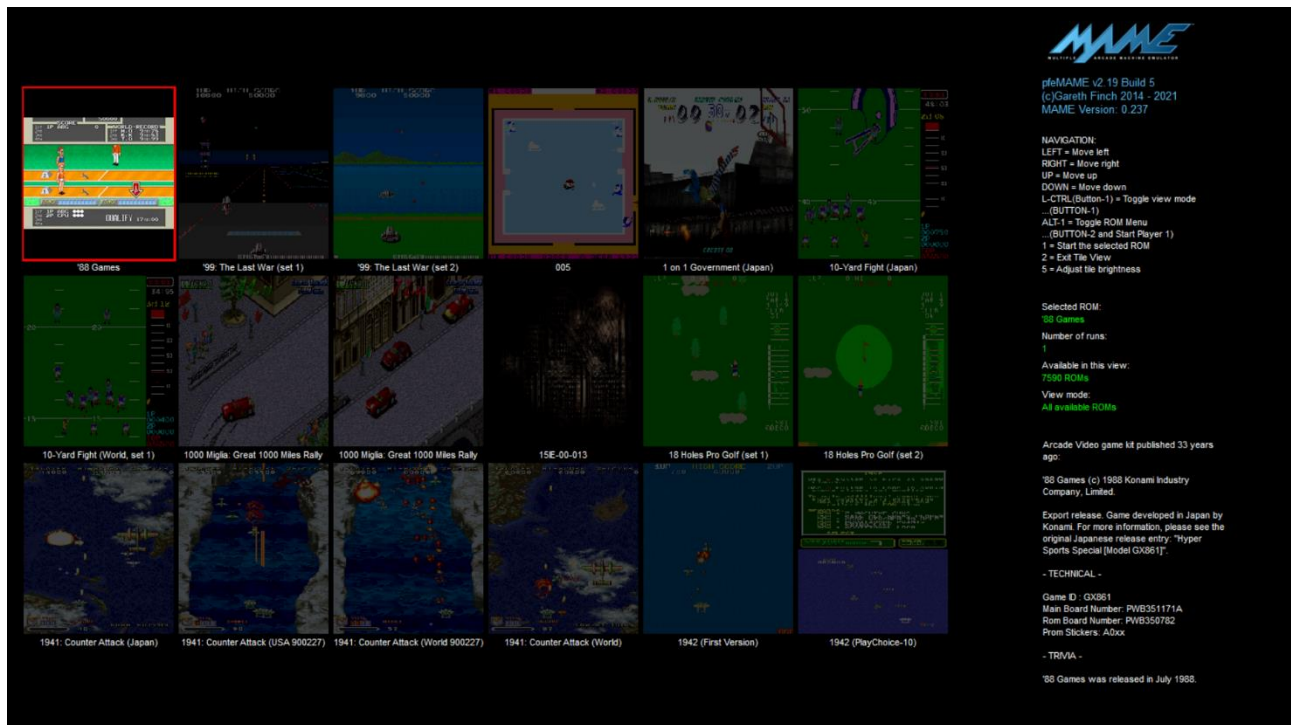 MAME
MULTIPLE ARCADE MACHINE EMULATOR
pfeMAME v2.19 Build 5
(c)Gareth Finch 2014 - 2021
MAME Version: 0.237
NAVIGATION:
LEFT = Move left
RIGHT = Move right
UP = Move up
DOWN = Move down
L-CTRL(Button-1) = Toggle view mode
...(BUTTON-1)
ALT-1 = Toggle ROM Menu
...(BUTTON-2 and Start Player 1)
1 = Start the selected ROM
2 = Exit Tile View
5 = Adjust tile brightness
Selected ROM:
'88 Games
Number of runs:
1
Available in this view:
7590 ROMs
View mode:
All available ROMs
Arcade Video game kit published 33 years
ago:
'88 Games (c) 1988 Konami Industry
Company, Limited.
Export release. Game developed in Japan by
Konami. For more information, please see the
original Japanese release entry: "Hyper
Sports Special [Model GX861]".
- TECHNICAL -
Game ID : GX861
Main Board Number: PWB351171A
Rom Board Number: PWB350782
Prom Stickers: A0xx
- TRIVIA -
'88 Games was released in July 1988.
SCORE
WORLD-RECORD
QUALIFY
'88 Games
'99: The Last War (set 1)
'99: The Last War (set 2)
005
1 on 1 Government (Japan)
10-Yard Fight (Japan)
10-Yard Fight (World, set 1)
1000 Miglia: Great 1000 Miles Rally
1000 Miglia: Great 1000 Miles Rally
15IE-00-013
18 Holes Pro Golf (set 1)
18 Holes Pro Golf (set 2)
1941: Counter Attack (Japan)
1941: Counter Attack (USA 900227)
1941: Counter Attack (World 900227)
1941: Counter Attack (World)
1942 (First Version)
1942 (PlayChoice-10)